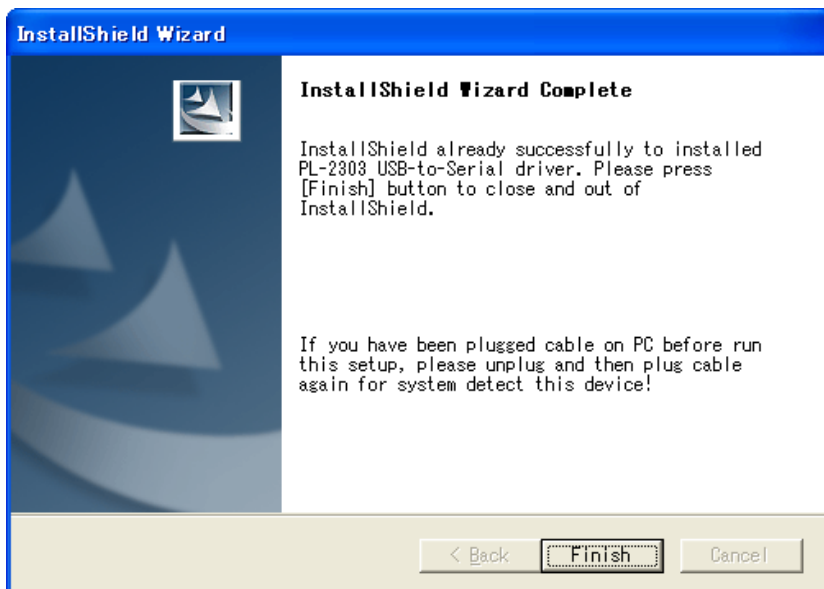 InstallShield Wizard
InstallShield Wizard Complete
InstallShield already successfully to installed
PL-2303 USB-to-Serial driver. Please press
[Finish] button to close and out of
InstallShield.
If you have been plugged cable on PC before run
this setup, please unplug and then plug cable
again for system detect this device!
< Back
Finish
Cancel